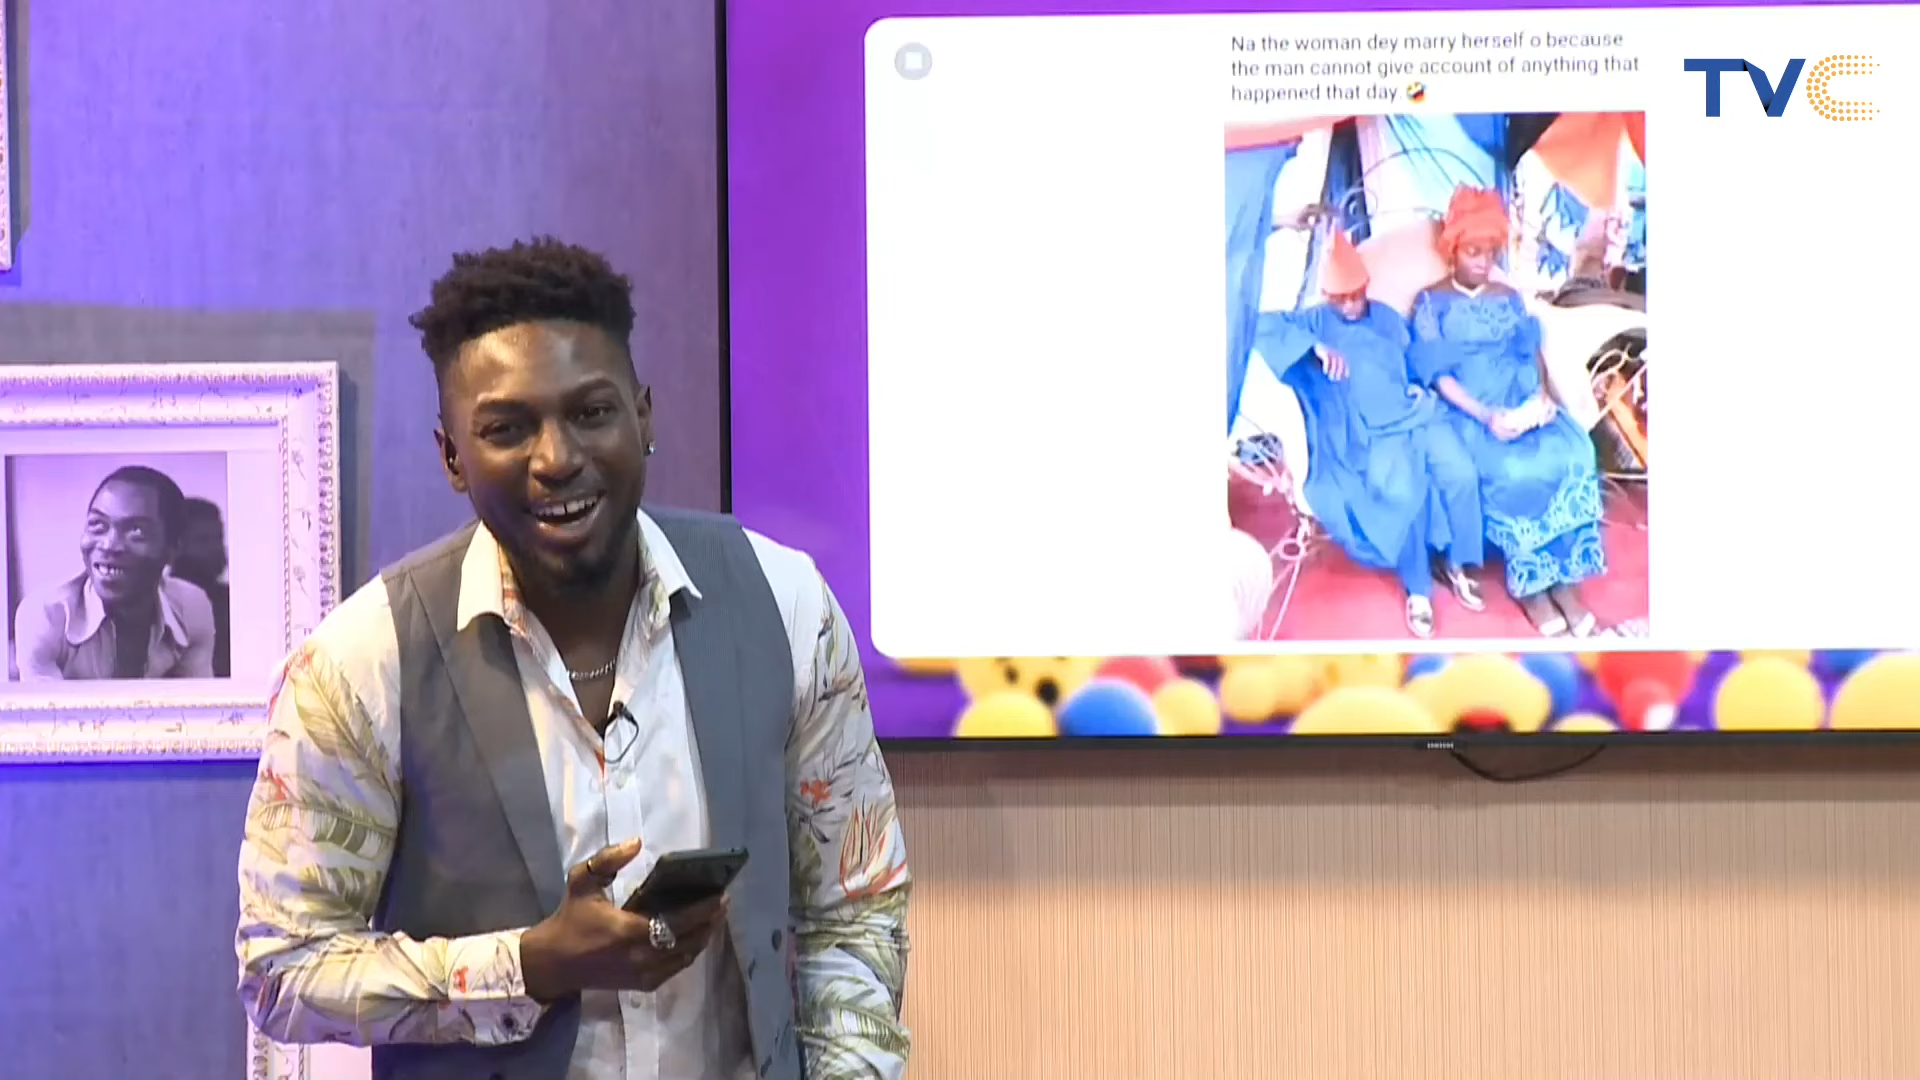 Na the woman dey marry herself o because
the man cannot give account of anything that
happened that day.🤣
TVC
SAMSUNG